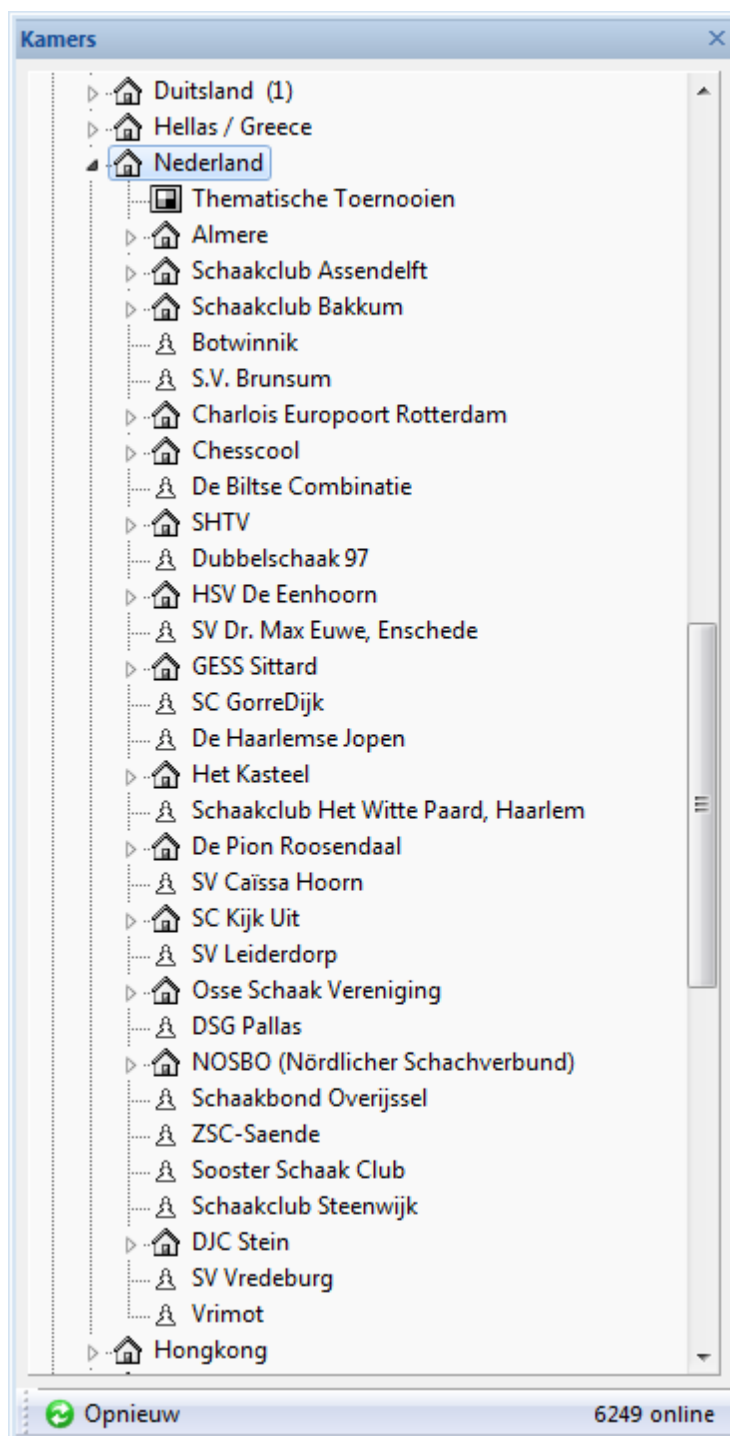 Kamers
Duitsland (1)
Hellas / Greece
Nederland
Thematische Toernooien
Almere
Schaakclub Assendelft
Schaakclub Bakkum
Botwinnik
S.V. Brunsum
Charlois Europoort Rotterdam
Chesscool
De Biltse Combinatie
SHTV
Dubbelschaak 97
HSV De Eenhoorn
SV Dr. Max Euwe, Enschede
GESS Sittard
SC GorreDijk
De Haarlemse Jopen
Het Kasteel
Schaakclub Het Witte Paard, Haarlem
De Pion Roosendaal
SV Caïssa Hoorn
SC Kijk Uit
SV Leiderdorp
Osse Schaak Vereniging
DSG Pallas
NOSBO (Nördlicher Schachverbund)
Schaakbond Overijssel
ZSC-Saende
Sooster Schaak Club
Schaakclub Steenwijk
DJC Stein
SV Vredeburg
Vrimot
Hongkong
Opnieuw 6249 online